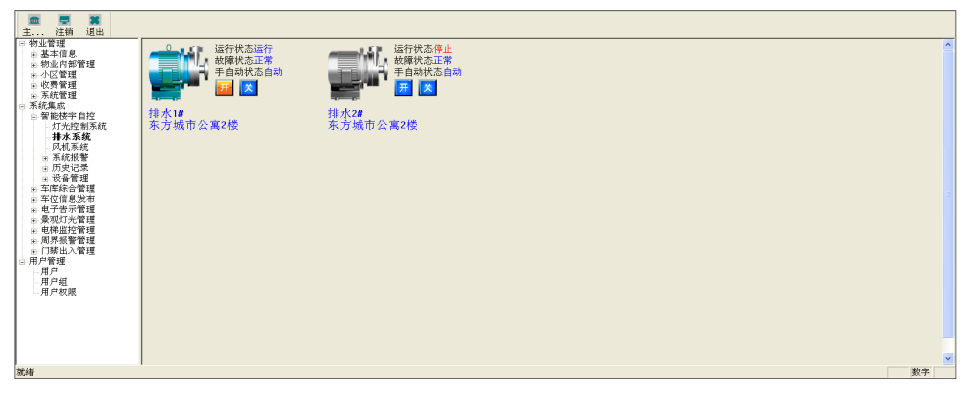 主... 注销 退出
物业管理
基本信息
物业内部管理
小区管理
收费管理
系统管理
系统集成
智能楼宇自控
灯光控制系统
排水系统
风机系统
系统报警
历史记录
设备管理
车库综合管理
车位信息发布
电子告示管理
景观灯光管理
电梯监控管理
周界报警管理
门禁出入管理
用户管理
用户
用户组
用户权限
运行状态运行
故障状态正常
手自动状态自动
开 关
排水1#
东方城市公寓2楼
运行状态停止
故障状态正常
手自动状态自动
开 关
排水2#
东方城市公寓2楼
就绪
数字